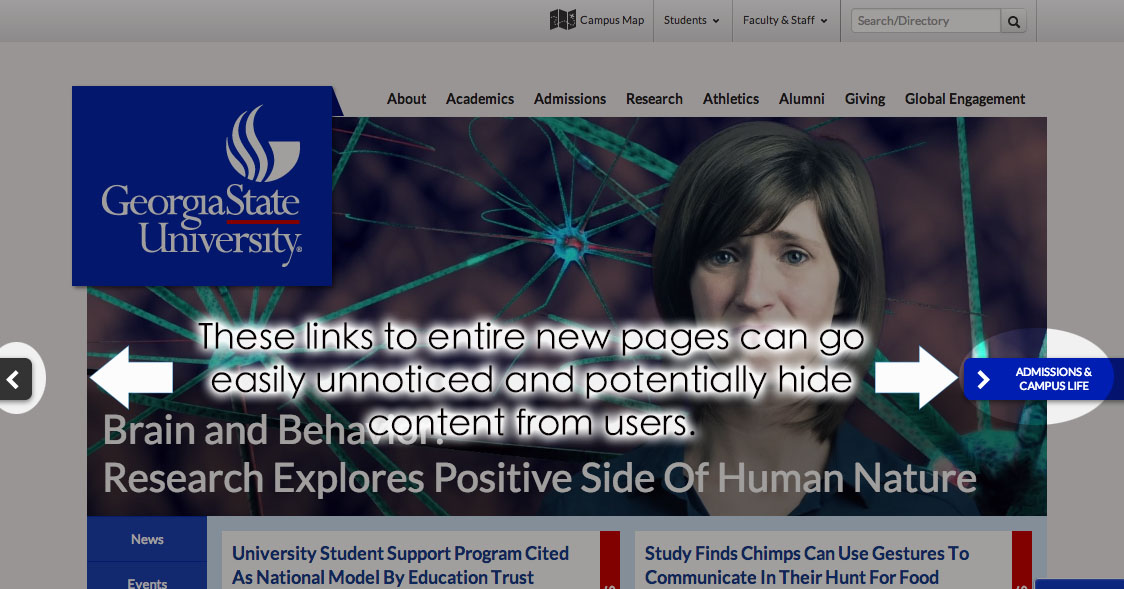 Campus Map
Students
Faculty & Staff
Search/Directory
About
Academics
Admissions
Research
Athletics
Alumni
Giving
Global Engagement
GeorgiaState
University®
These links to entire new pages can go
easily unnoticed and potentially hide
content from users.
ADMISSIONS &
CAMPUS LIFE
Brain and Behavior:
Research Explores Positive Side Of Human Nature
News
Events
University Student Support Program Cited
As National Model By Education Trust
Study Finds Chimps Can Use Gestures To
Communicate In Their Hunt For Food